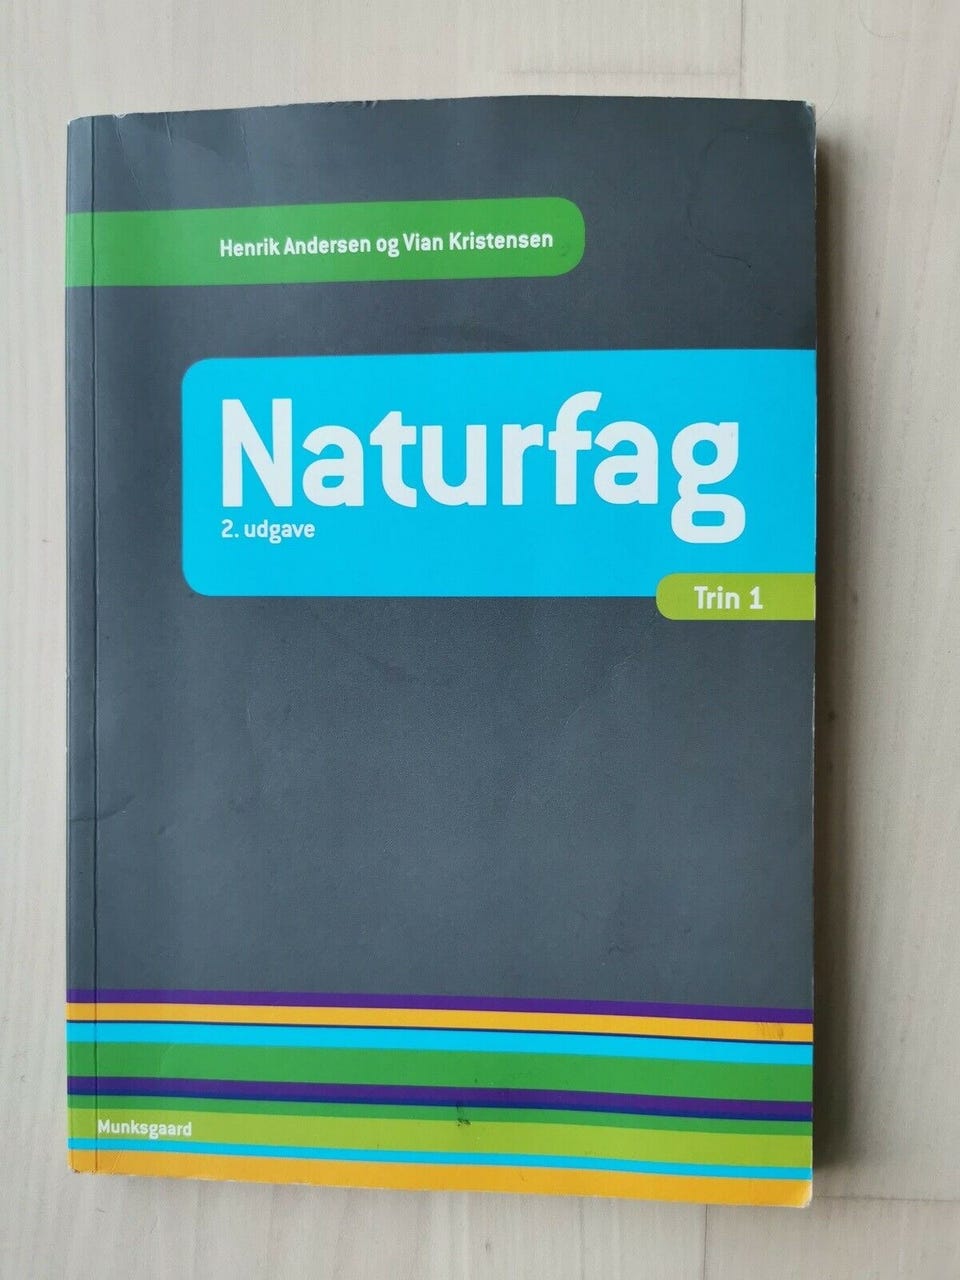 Henrik Andersen og Vian Kristensen
Naturfag
2. udgave
Trin 1
Munksgaard